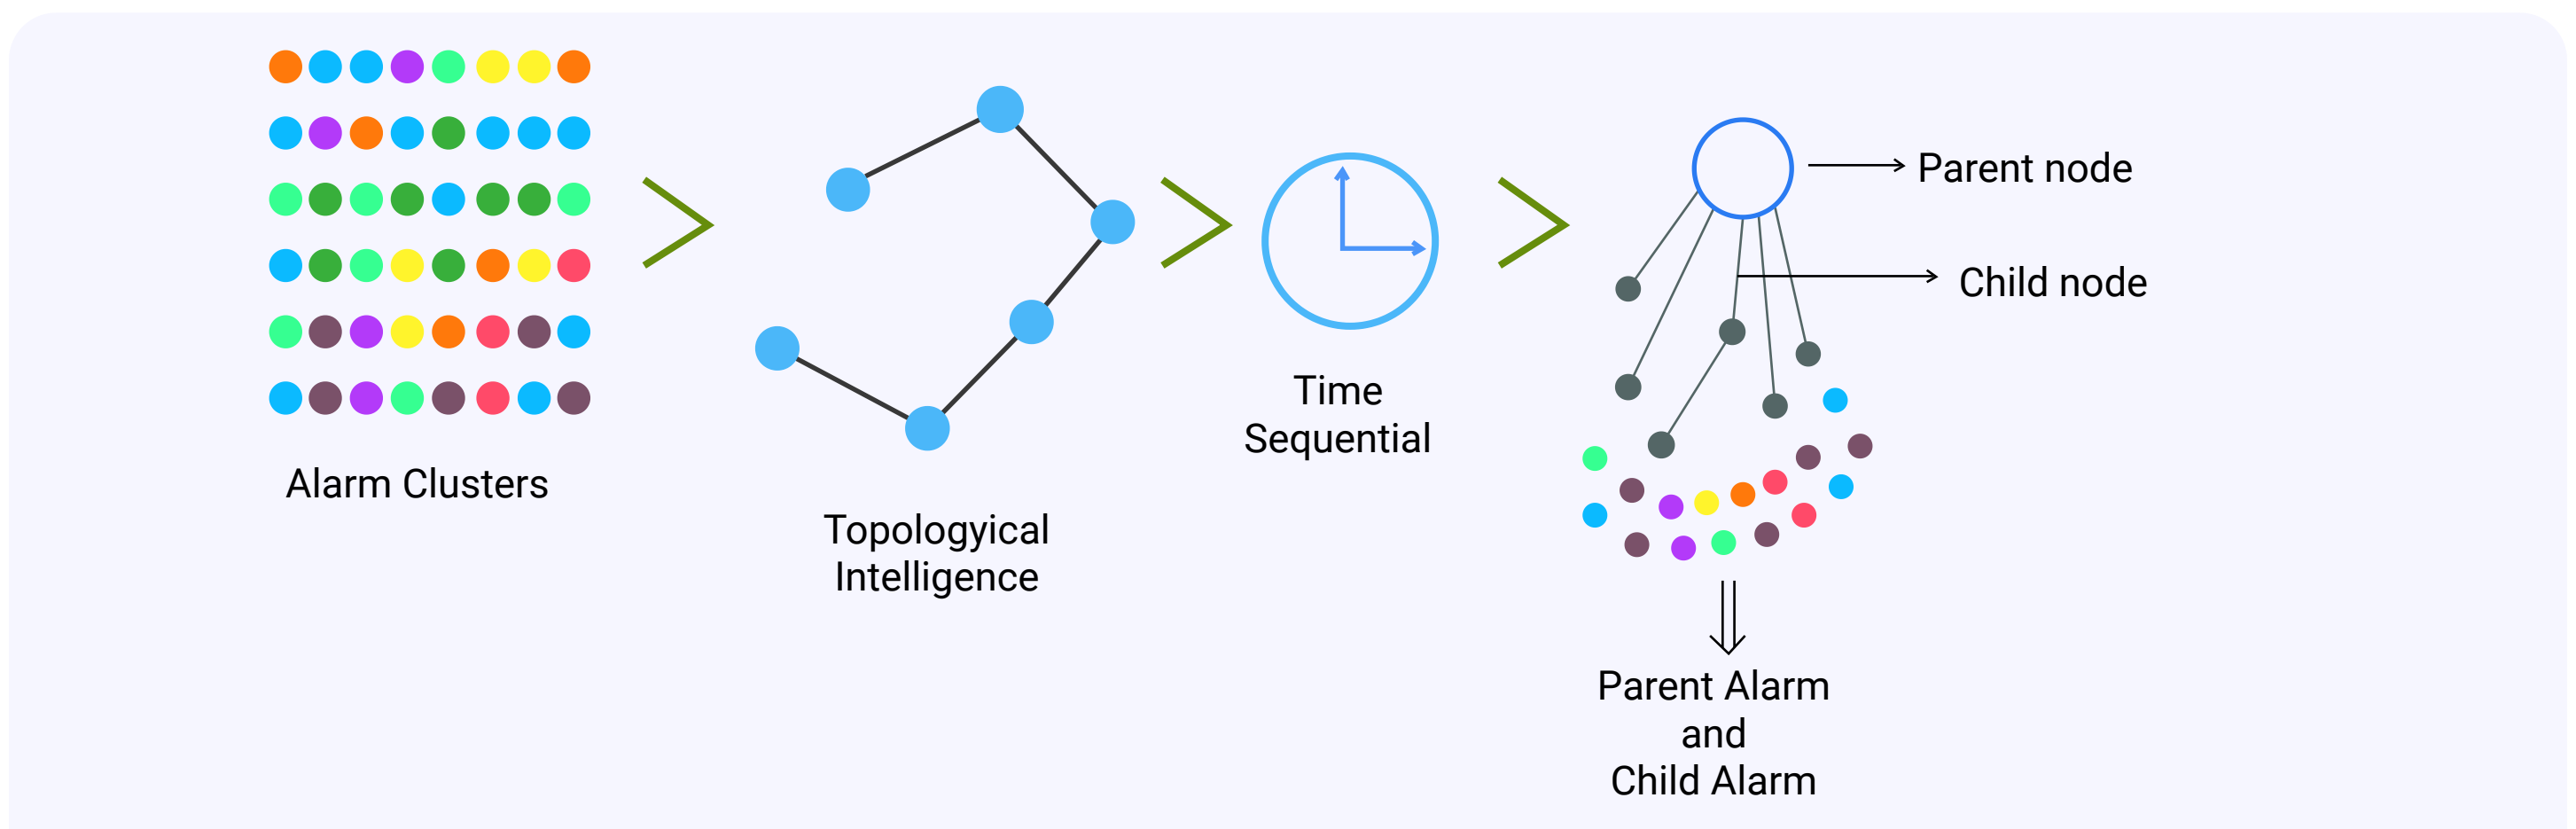 Alarm Clusters
Topologyical
Intelligence
Time
Sequential
Parent node
Child node
Parent Alarm
and
Child Alarm